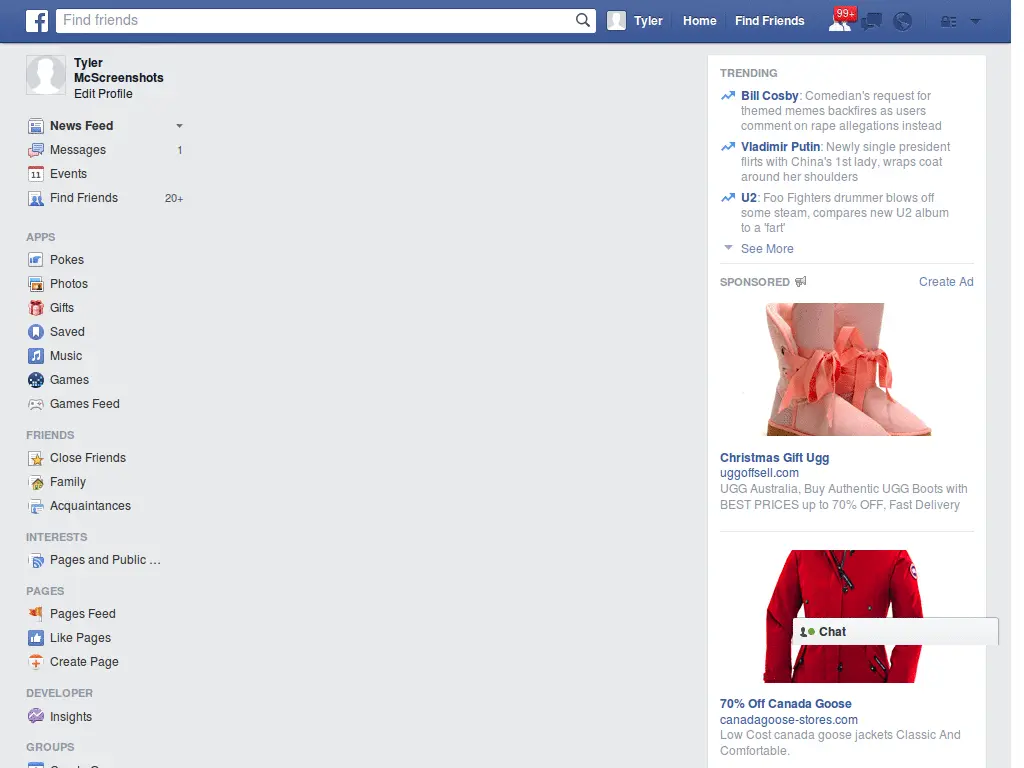 f
Find friends
Tyler
Home
Find Friends
99+
Tyler
McScreenshots
Edit Profile
News Feed
Messages 1
11 Events
Find Friends 20+
APPS
Pokes
Photos
Gifts
Saved
Music
Games
Games Feed
FRIENDS
Close Friends
Family
Acquaintances
INTERESTS
Pages and Public ...
PAGES
Pages Feed
Like Pages
Create Page
DEVELOPER
Insights
GROUPS
TRENDING
Bill Cosby: Comedian's request for
themed memes backfires as users
comment on rape allegations instead
Vladimir Putin: Newly single president
flirts with China's 1st lady, wraps coat
around her shoulders
U2: Foo Fighters drummer blows off
some steam, compares new U2 album
to a 'fart'
See More
SPONSORED
Create Ad
Christmas Gift Ugg
uggoffsell.com
UGG Australia, Buy Authentic UGG Boots with
BEST PRICES up to 70% OFF, Fast Delivery
Chat
70% Off Canada Goose
canadagoose-stores.com
Low Cost canada goose jackets Classic And
Comfortable.